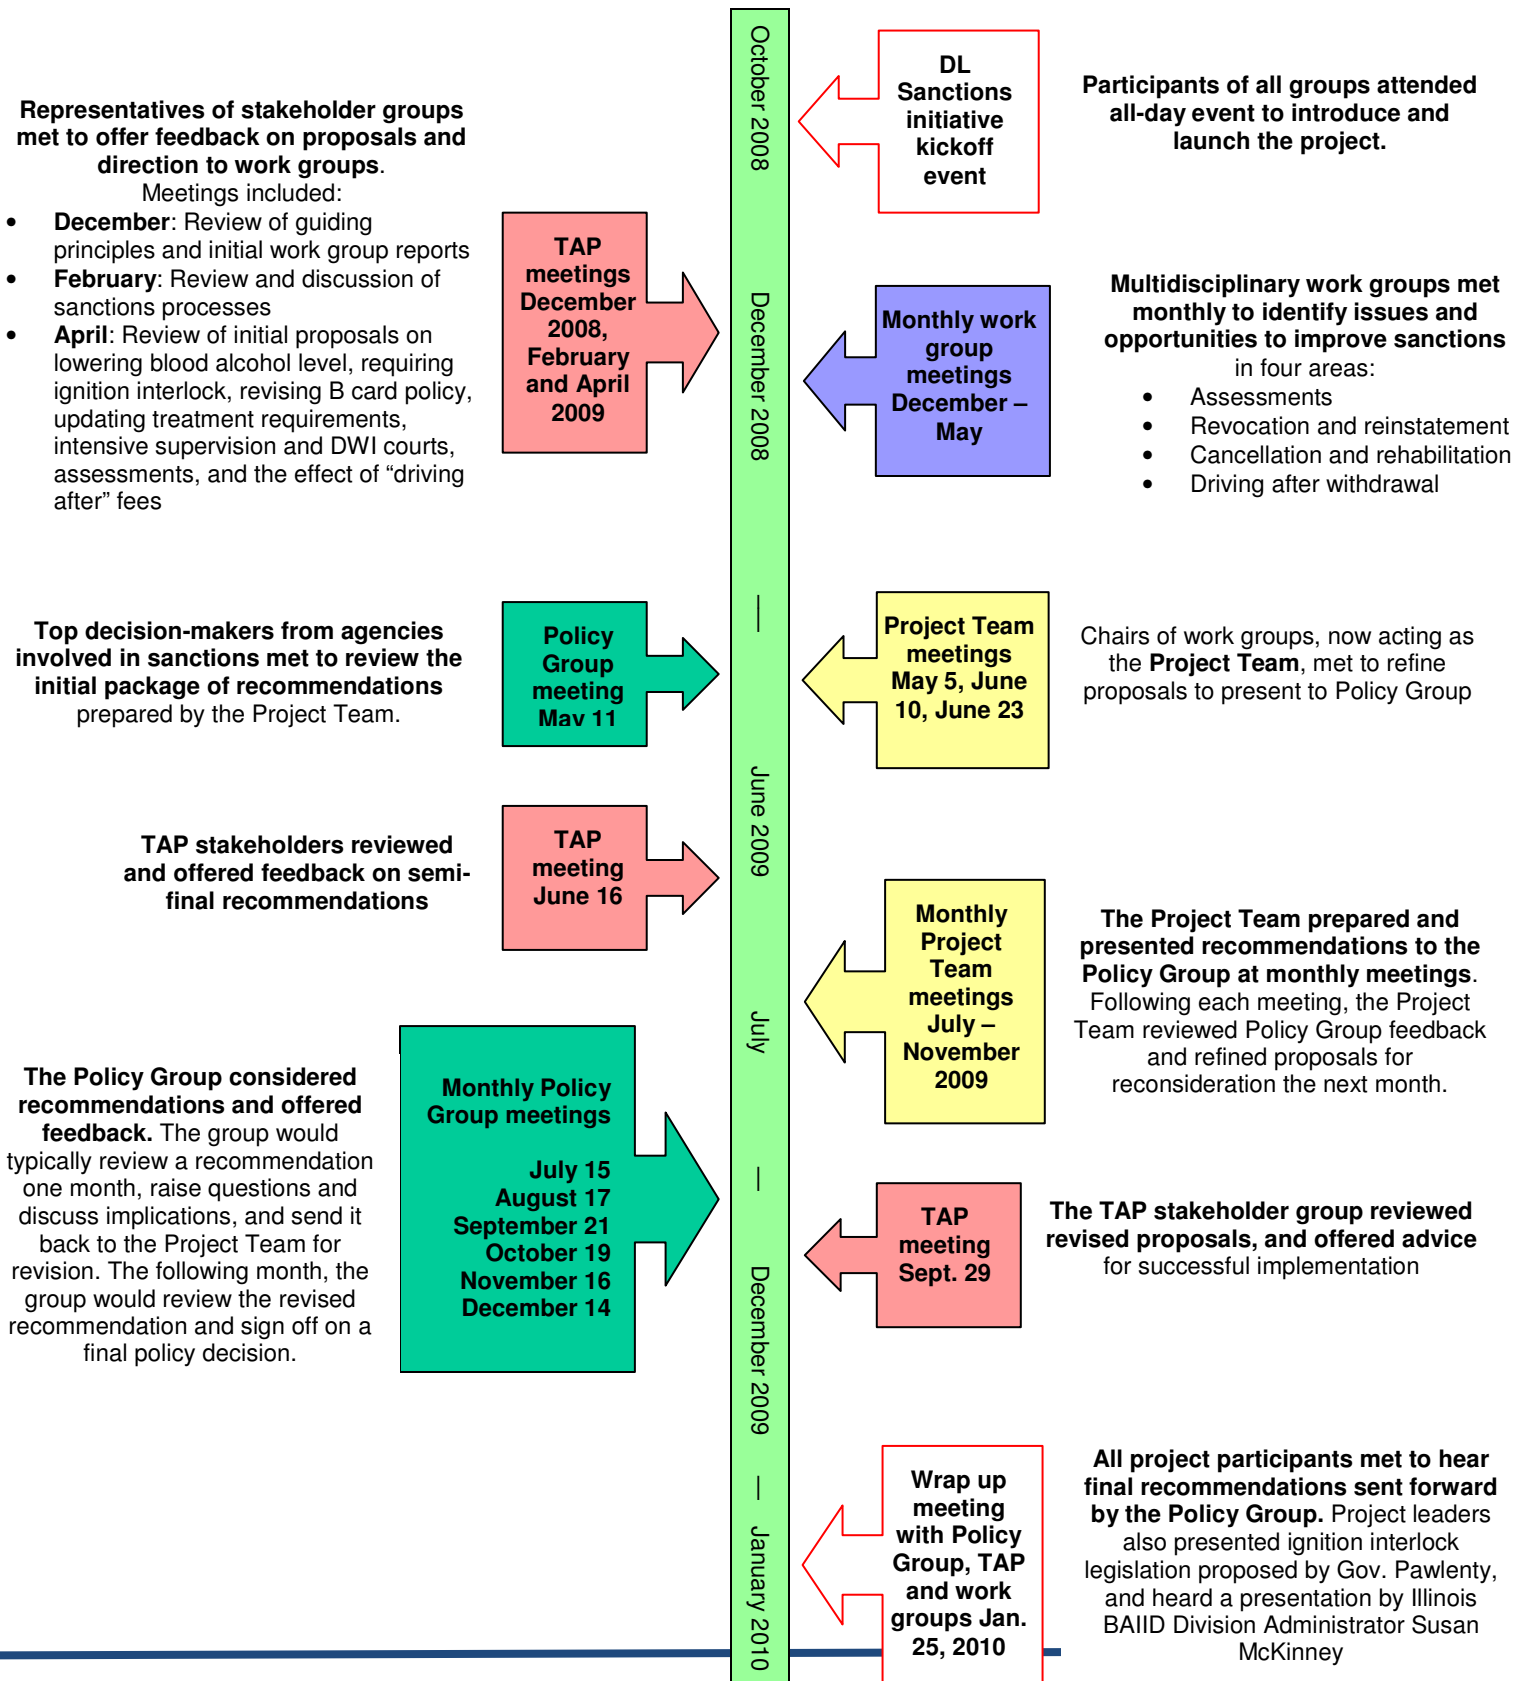 October 2008
DL
Sanctions
initiative
kickoff
event
Participants of all groups attended
all-day event to introduce and
launch the project.
Representatives of stakeholder groups
met to offer feedback on proposals and
direction to work groups.
Meetings included:
• December: Review of guiding
principles and initial work group reports
• February: Review and discussion of
sanctions processes
• April: Review of initial proposals on
lowering blood alcohol level, requiring
ignition interlock, revising B card policy,
updating treatment requirements,
intensive supervision and DWI courts,
assessments, and the effect of “driving
after” fees
TAP
meetings
December
2008,
February
and April
2009
December 2008
Monthly work
group
meetings
December –
May
Multidisciplinary work groups met
monthly to identify issues and
opportunities to improve sanctions
in four areas:
• Assessments
• Revocation and reinstatement
• Cancellation and rehabilitation
• Driving after withdrawal
—
Top decision-makers from agencies
involved in sanctions met to review the
initial package of recommendations
prepared by the Project Team.
Policy
Group
meeting
May 11
Project Team
meetings
May 5, June
10, June 23
Chairs of work groups, now acting as
the Project Team, met to refine
proposals to present to Policy Group
June 2009
TAP stakeholders reviewed
and offered feedback on semi-
final recommendations
TAP
meeting
June 16
Monthly
Project
Team
meetings
July –
November
2009
The Project Team prepared and
presented recommendations to the
Policy Group at monthly meetings.
Following each meeting, the Project
Team reviewed Policy Group feedback
and refined proposals for
reconsideration the next month.
July
The Policy Group considered
recommendations and offered
feedback. The group would
typically review a recommendation
one month, raise questions and
discuss implications, and send it
back to the Project Team for
revision. The following month, the
group would review the revised
recommendation and sign off on a
final policy decision.
Monthly Policy
Group meetings
July 15
August 17
September 21
October 19
November 16
December 14
—
TAP
meeting
Sept. 29
The TAP stakeholder group reviewed
revised proposals, and offered advice
for successful implementation
December 2009
—
Wrap up
meeting
with Policy
Group, TAP
and work
groups Jan.
25, 2010
All project participants met to hear
final recommendations sent forward
by the Policy Group. Project leaders
also presented ignition interlock
legislation proposed by Gov. Pawlenty,
and heard a presentation by Illinois
BAIID Division Administrator Susan
McKinney
January 2010